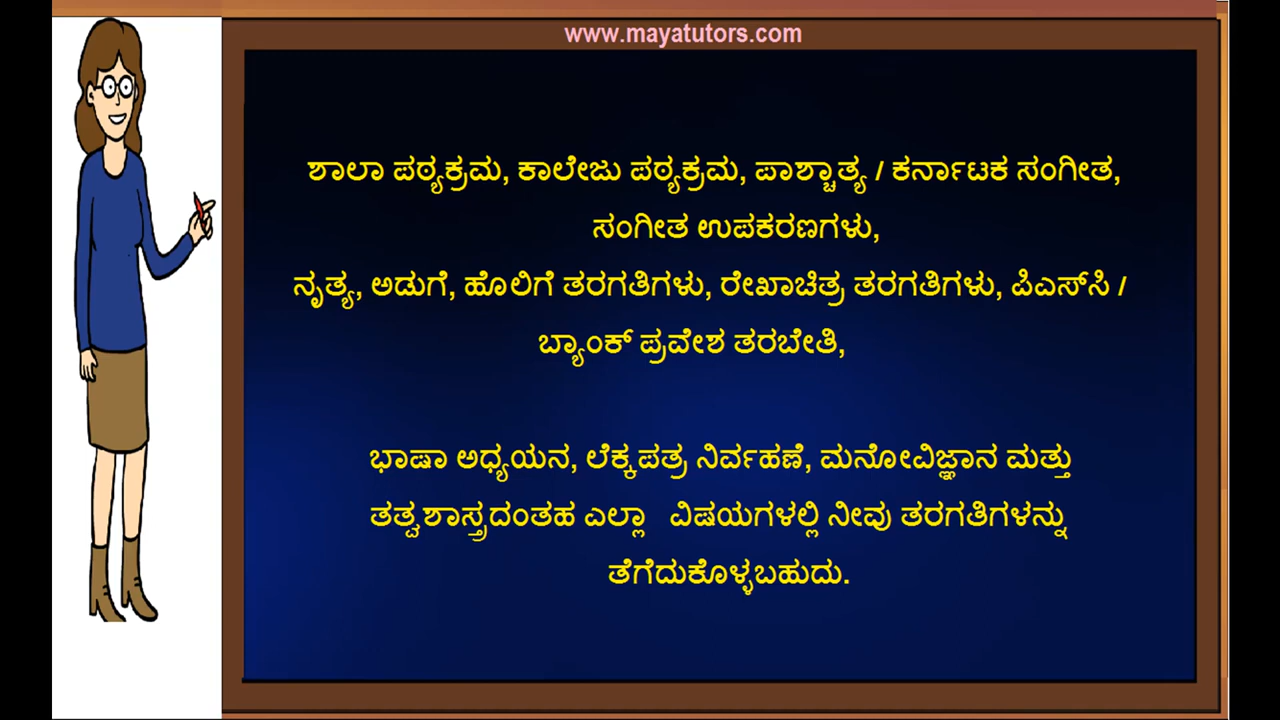 www.mayatutors.com
ಶಾಲಾ ಪಠ್ಯಕ್ರಮ, ಕಾಲೇಜು ಪಠ್ಯಕ್ರಮ, ಪಾಶ್ಚಾತ್ಯ / ಕರ್ನಾಟಕ ಸಂಗೀತ,
ಸಂಗೀತ ಉಪಕರಣಗಳು,
ನೃತ್ಯ, ಅಡುಗೆ, ಹೊಲಿಗೆ ತರಗತಿಗಳು, ರೇಖಾಚಿತ್ರ ತರಗತಿಗಳು, ಪಿಎಸ್‌ಸಿ /
ಬ್ಯಾಂಕ್ ಪ್ರವೇಶ ತರಬೇತಿ,
ಭಾಷಾ ಅಧ್ಯಯನ, ಲೆಕ್ಕಪತ್ರ ನಿರ್ವಹಣೆ, ಮನೋವಿಜ್ಞಾನ ಮತ್ತು
ತತ್ವಶಾಸ್ತ್ರದಂತಹ ಎಲ್ಲಾ ವಿಷಯಗಳಲ್ಲಿ ನೀವು ತರಗತಿಗಳನ್ನು
ತೆಗೆದುಕೊಳ್ಳಬಹುದು.